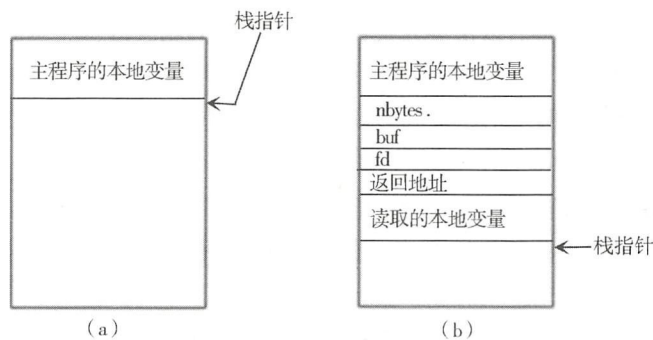 栈指针
主程序的本地变量
(a)
主程序的本地变量
nbytes.
buf
fd
返回地址
读取的本地变量
栈指针
(b)